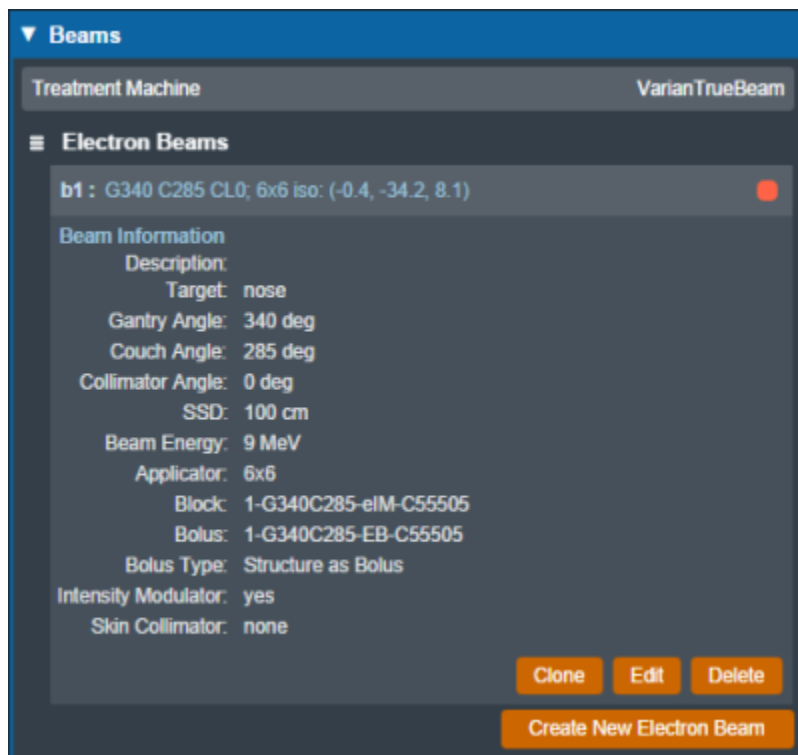 Beams
Treatment Machine VarianTrueBeam
Electron Beams
b1 : G340 C285 CL0; 6x6 iso: (-0.4, -34.2, 8.1)
Beam Information
Description:
Target: nose
Gantry Angle: 340 deg
Couch Angle: 285 deg
Collimator Angle: 0 deg
SSD: 100 cm
Beam Energy: 9 MeV
Applicator: 6x6
Block: 1-G340C285-eIM-C55505
Bolus: 1-G340C285-EB-C55505
Bolus Type: Structure as Bolus
Intensity Modulator: yes
Skin Collimator: none
Clone Edit Delete
Create New Electron Beam